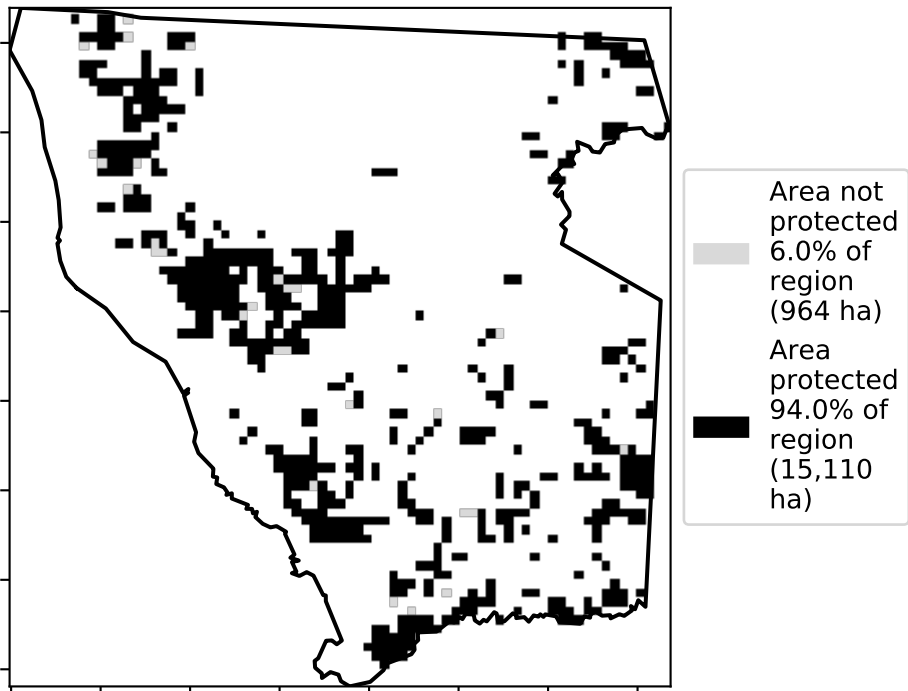 Area not
protected
6.0% of
region
(964 ha)
Area
protected
94.0% of
region
(15,110
ha)